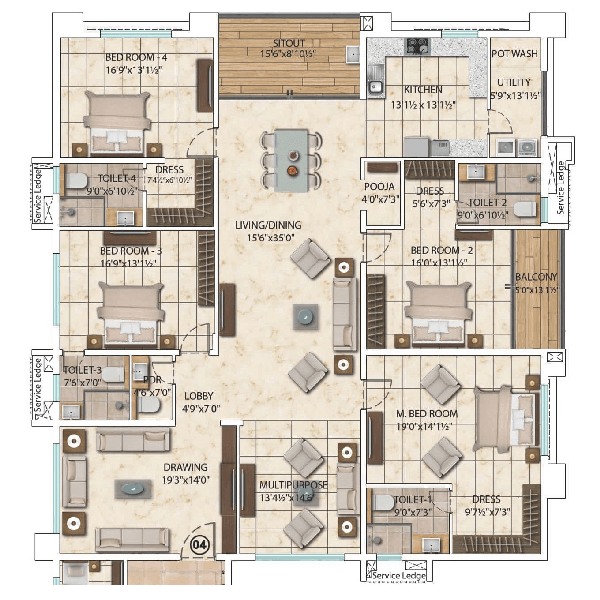 BED ROOM - 4
16'9"x13'1½"
SITOUT
15'6"x8'10½"
KITCHEN
13'1½ x 13'1½"
POTWASH
UTILITY
5'9"x13'1½"
Service Ledge
TOILET-4
9'0"x6'10½"
DRESS
7'4½"x6'10½"
POOJA
4'0"x7'3"
DRESS
5'6"x7'3"
TOILET 2
9'0"x6'10½"
Service Ledge
LIVING/DINING
15'6"x35'0"
BED ROOM - 3
16'9"x13'1½"
BED ROOM - 2
16'0"x13'1½"
BALCONY
5'0"x13'1½"
Service Ledge
TOILET-3
7'6"x7'0"
PDR
4'6"x7'0"
LOBBY
4'9"x7'0"
M. BED ROOM
19'0"x14'1½"
DRAWING
19'3"x14'0"
MULTIPURPOSE
13'4½"x14'6"
TOILET-1
9'0"x7'3"
DRESS
9'7½"x7'3"
04
Service Ledge